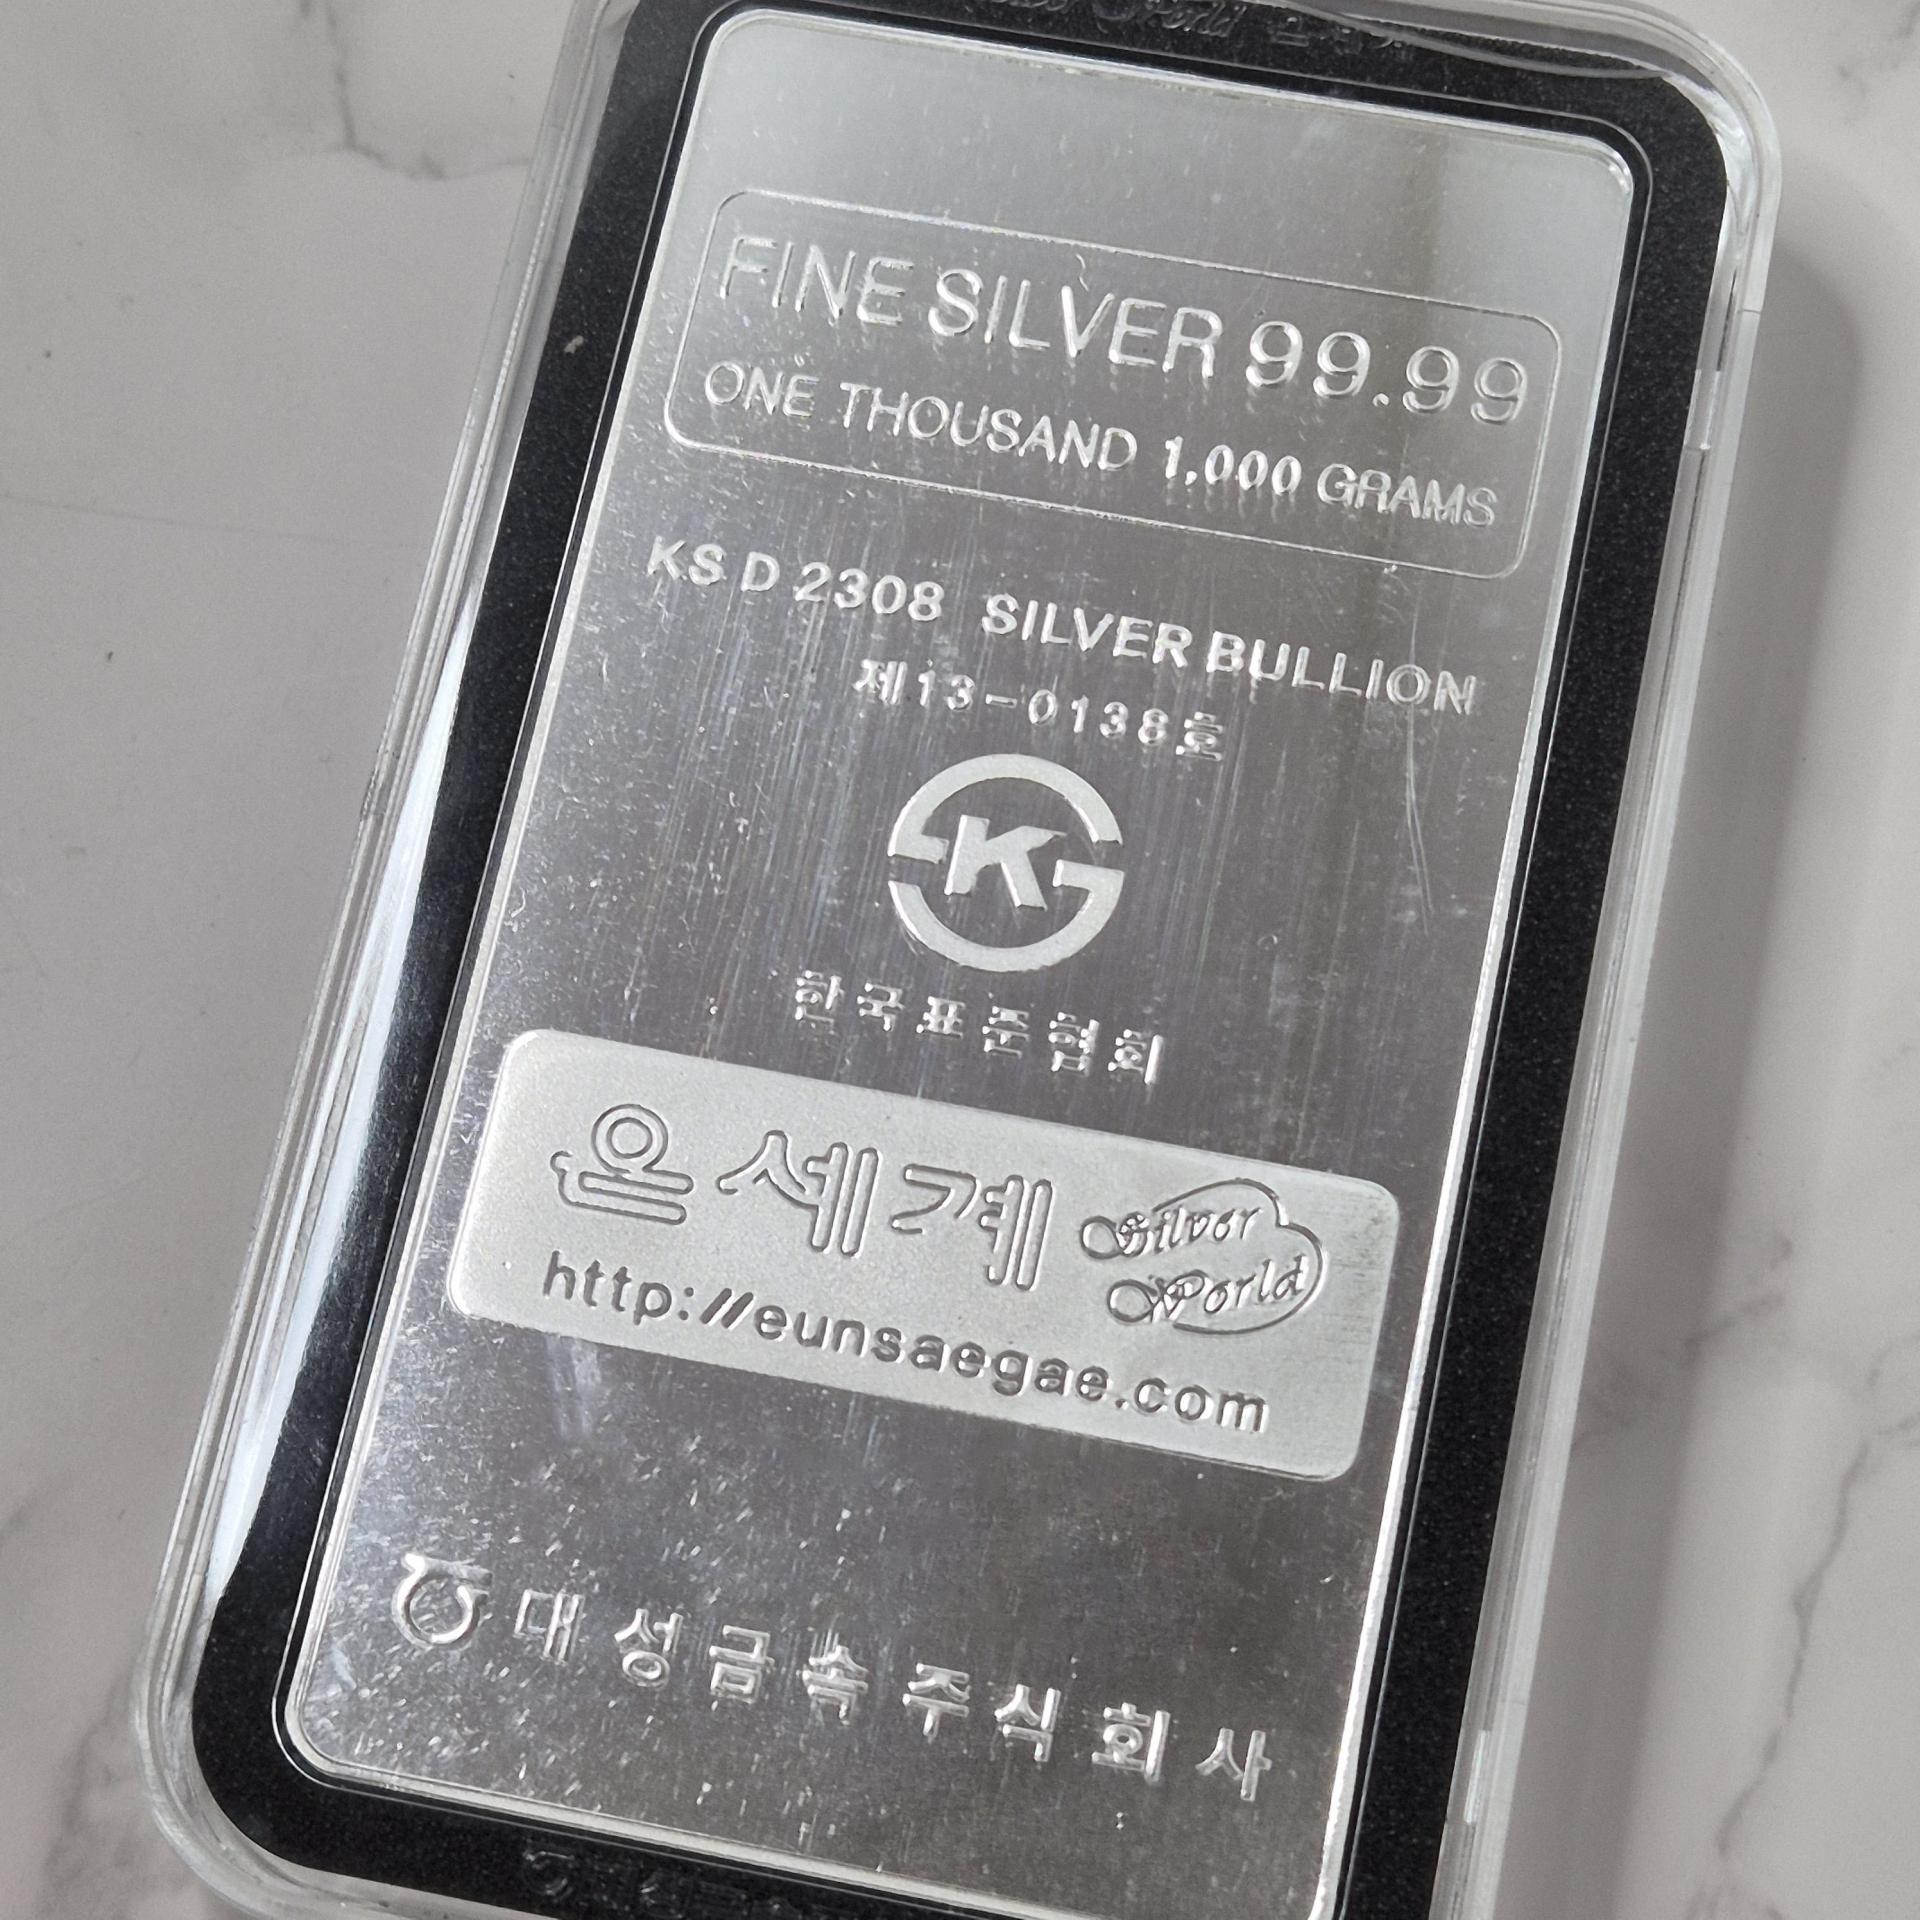 FINE SILVER 99.99
ONE THOUSAND 1,000 GRAMS
KS D 2308 SILVER BULLION
제13-0138호
K
한국표준협회
은세계 Silver World
http://eunsaegae.com
대성금속주식회사